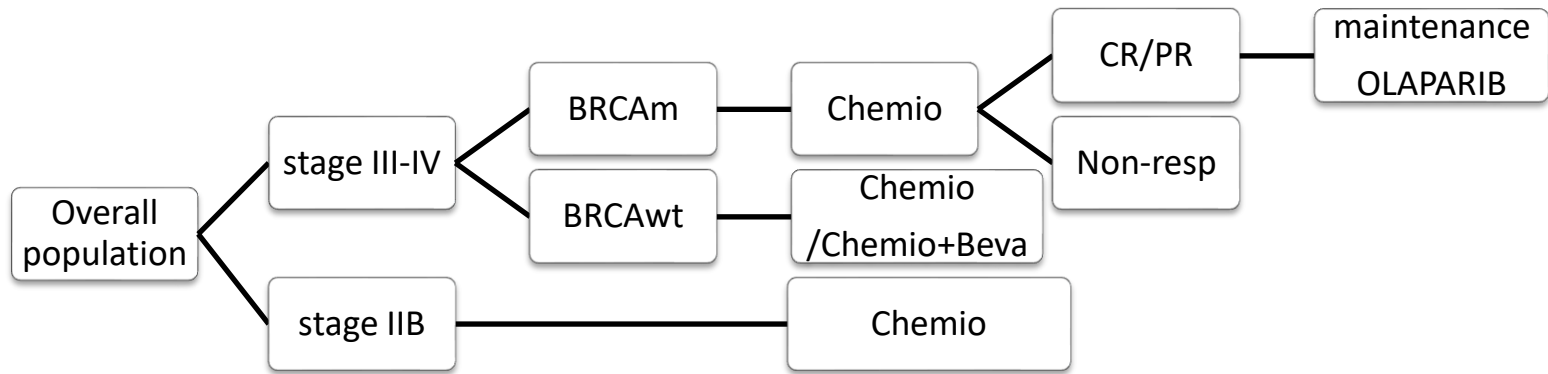 Overall
population
stage III-IV
stage IIB
BRCAm
BRCAwt
Chemio
Chemio
/Chemio+Beva
Chemio
CR/PR
Non-resp
maintenance
OLAPARIB